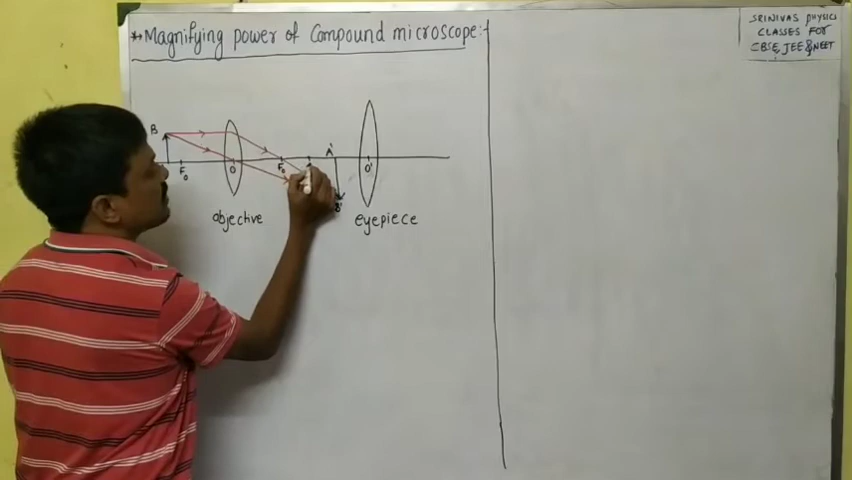 *Magnifying power of Compound microscope:-
SRINIVAS PHYSICS
CLASSES FOR
CBSE, JEE & NEET
B
A'
F₀
O
F₀
O'
B'
objective
eyepiece